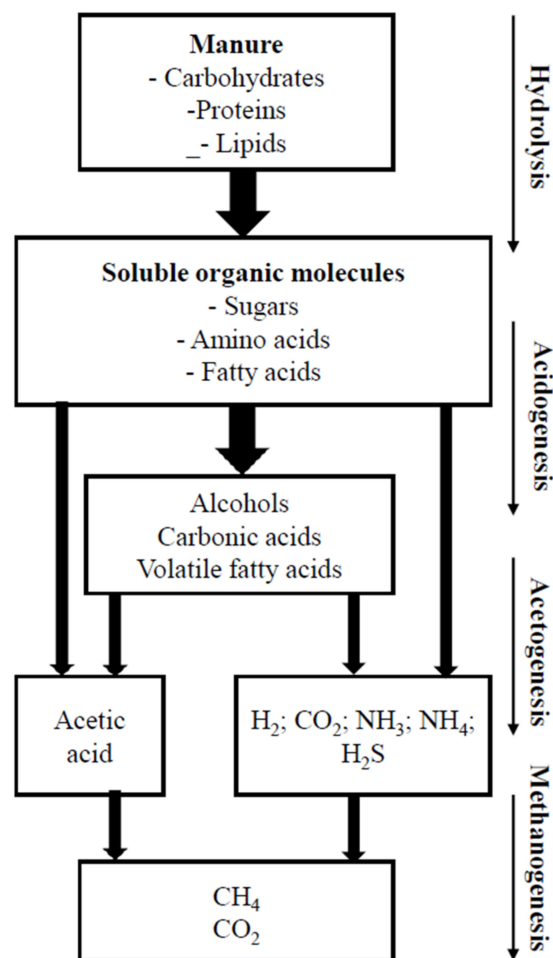 Manure
- Carbohydrates
-Proteins
_- Lipids
Hydrolysis
Soluble organic molecules
- Sugars
- Amino acids
- Fatty acids
Acidogenesis
Alcohols
Carbonic acids
Volatile fatty acids
Acetogenesis
Acetic
acid
H₂; CO₂; NH₃; NH₄;
H₂S
Methanogenesis
CH₄
CO₂